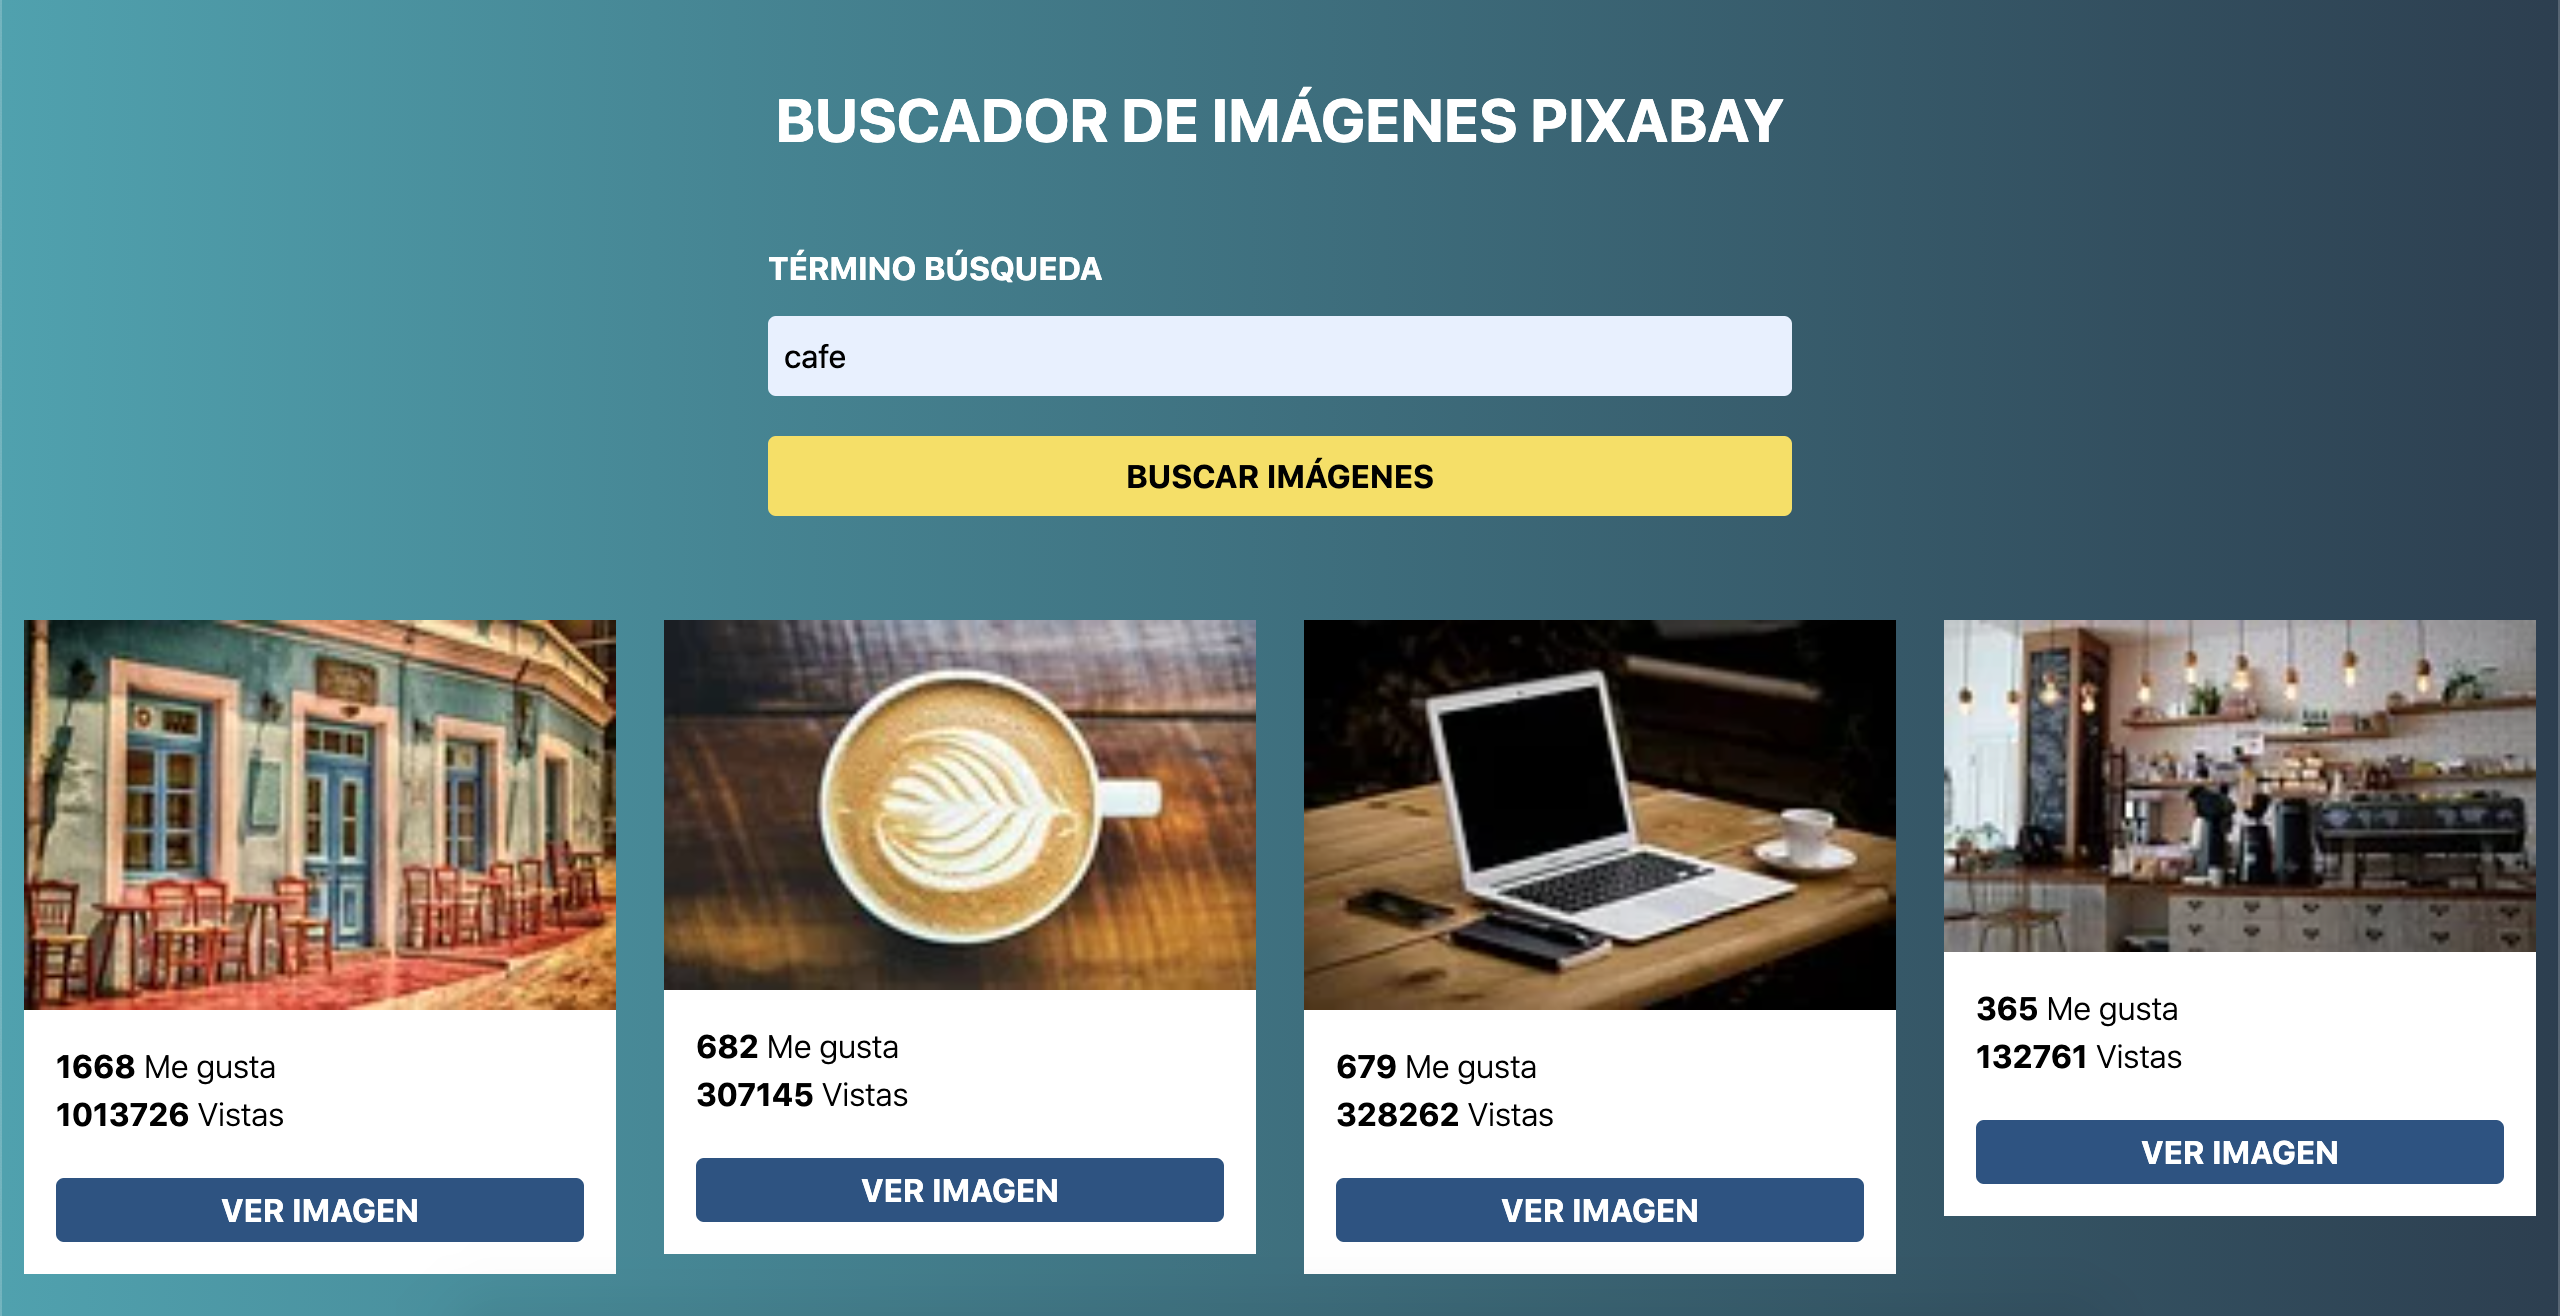 BUSCADOR DE IMÁGENES PIXABAY
TÉRMINO BÚSQUEDA
cafe
BUSCAR IMÁGENES
1668 Me gusta
1013726 Vistas
VER IMAGEN
682 Me gusta
307145 Vistas
VER IMAGEN
679 Me gusta
328262 Vistas
VER IMAGEN
365 Me gusta
132761 Vistas
VER IMAGEN